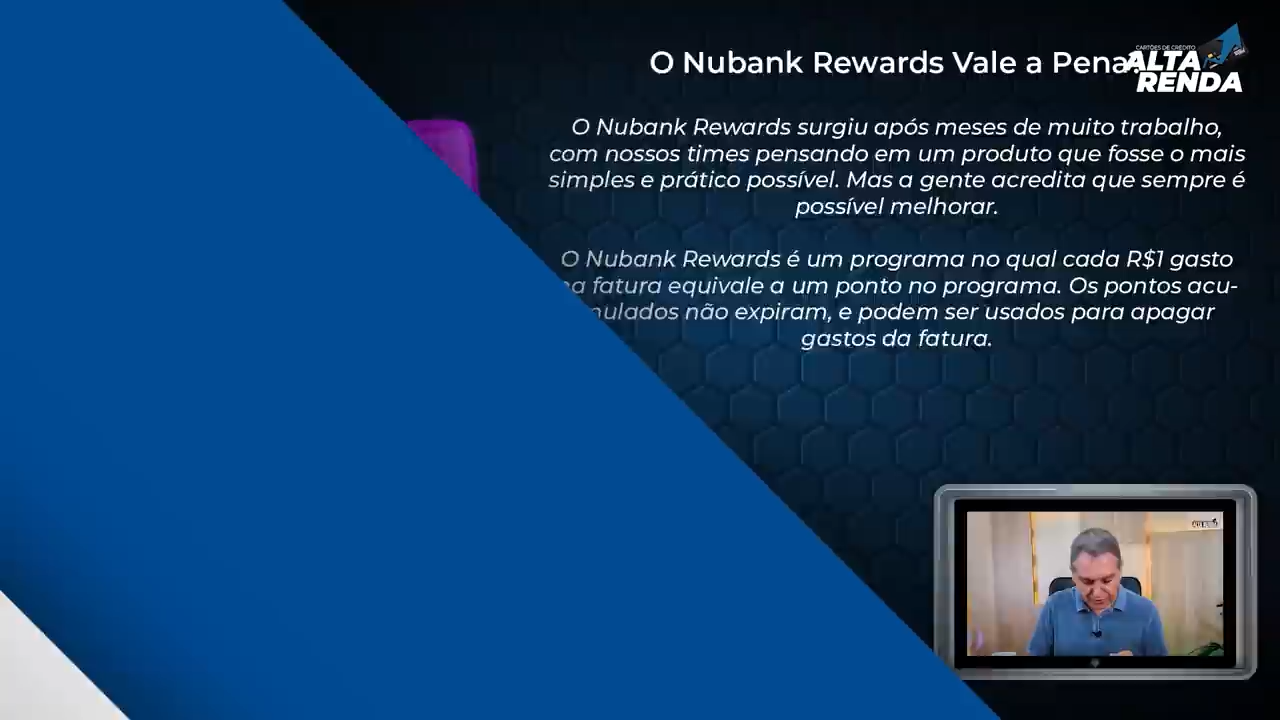 O Nubank Rewards Vale a Pena?
CARTÕES DE CRÉDITO
ALTA
RENDA
O Nubank Rewards surgiu após meses de muito trabalho,
com nossos times pensando em um produto que fosse o mais
simples e prático possível. Mas a gente acredita que sempre é
possível melhorar.
O Nubank Rewards é um programa no qual cada R$1 gasto
na fatura equivale a um ponto no programa. Os pontos acu-
mulados não expiram, e podem ser usados para apagar
gastos da fatura.